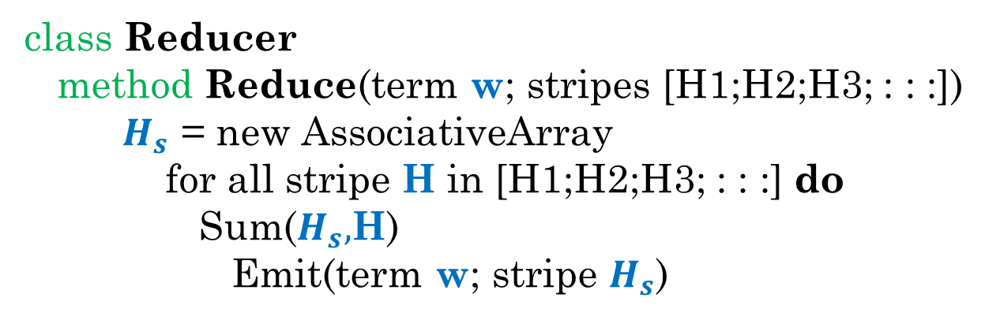 class Reducer
method Reduce(term w; stripes [H1;H2;H3; : : :])
Hs = new AssociativeArray
for all stripe H in [H1;H2;H3; : : :] do
Sum(Hs,H)
Emit(term w; stripe Hs)